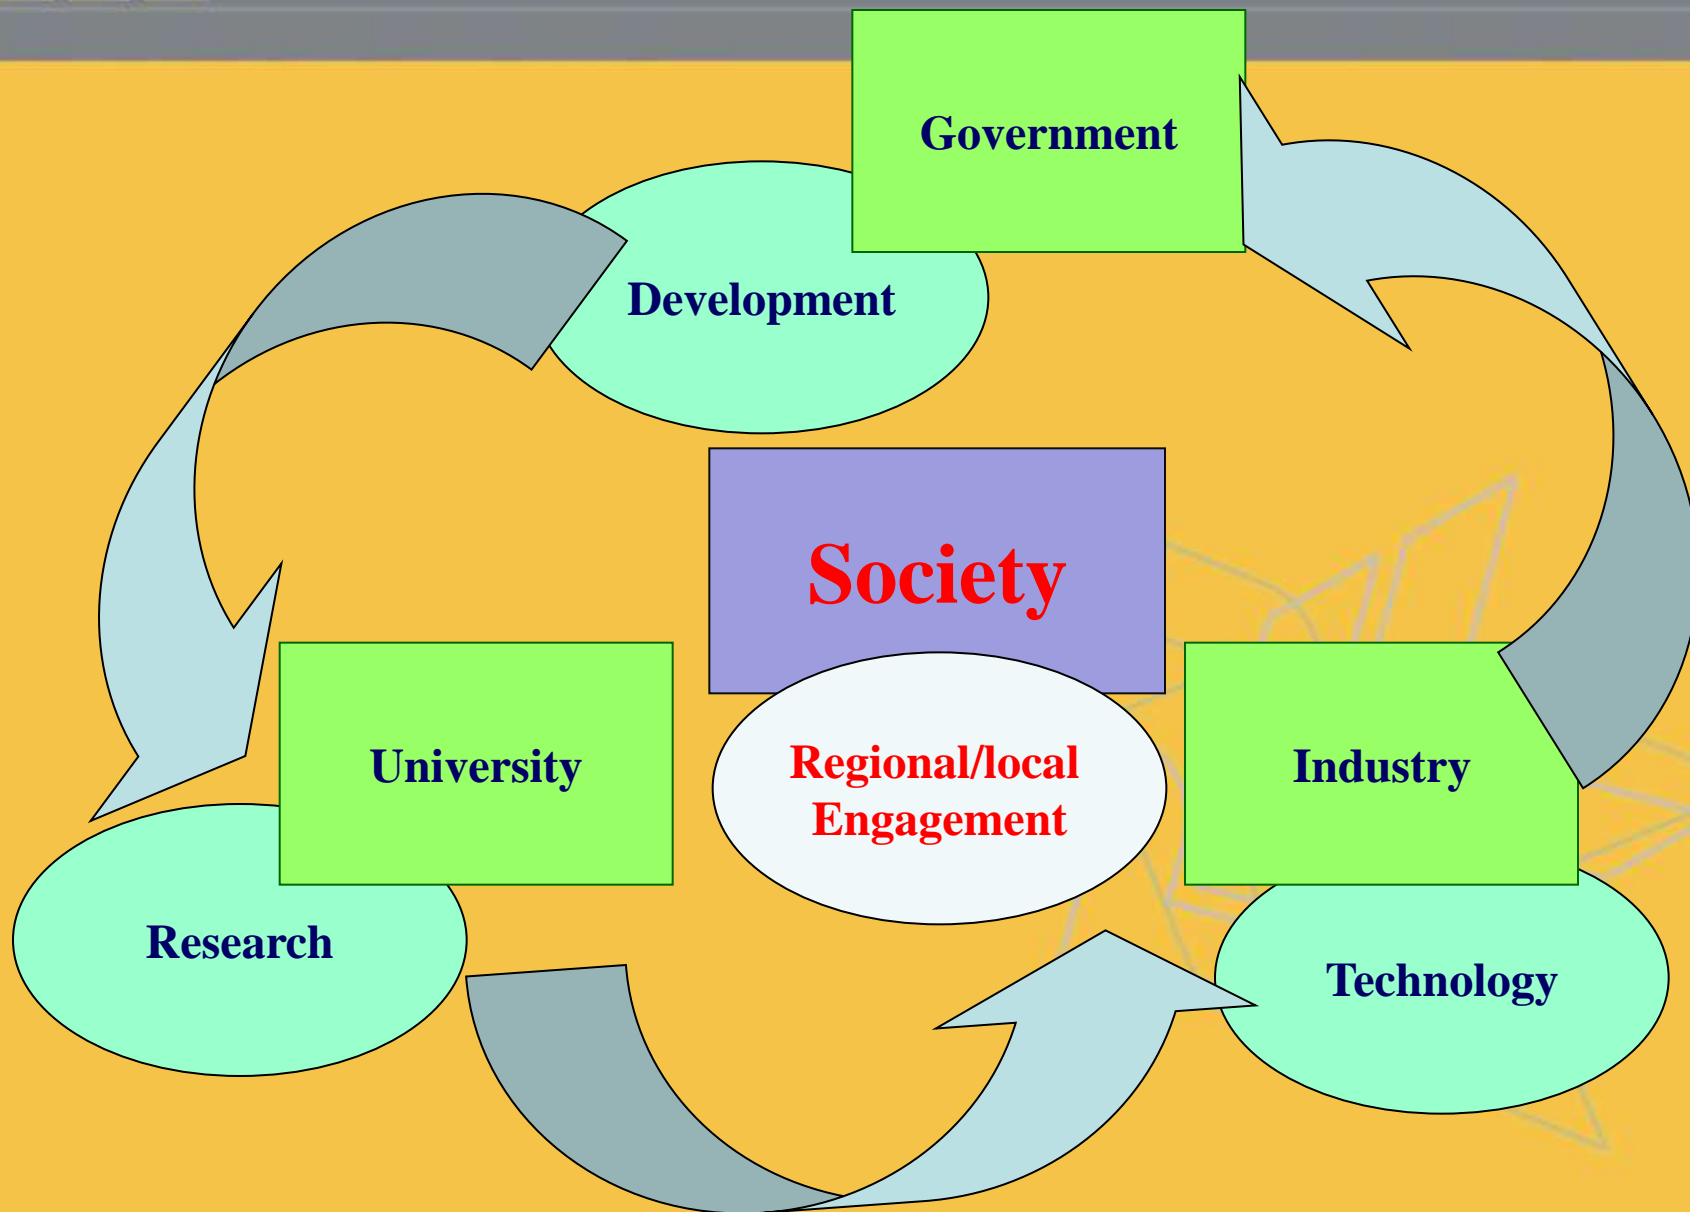 Government
Development
Society
University
Regional/local
Engagement
Industry
Research
Technology